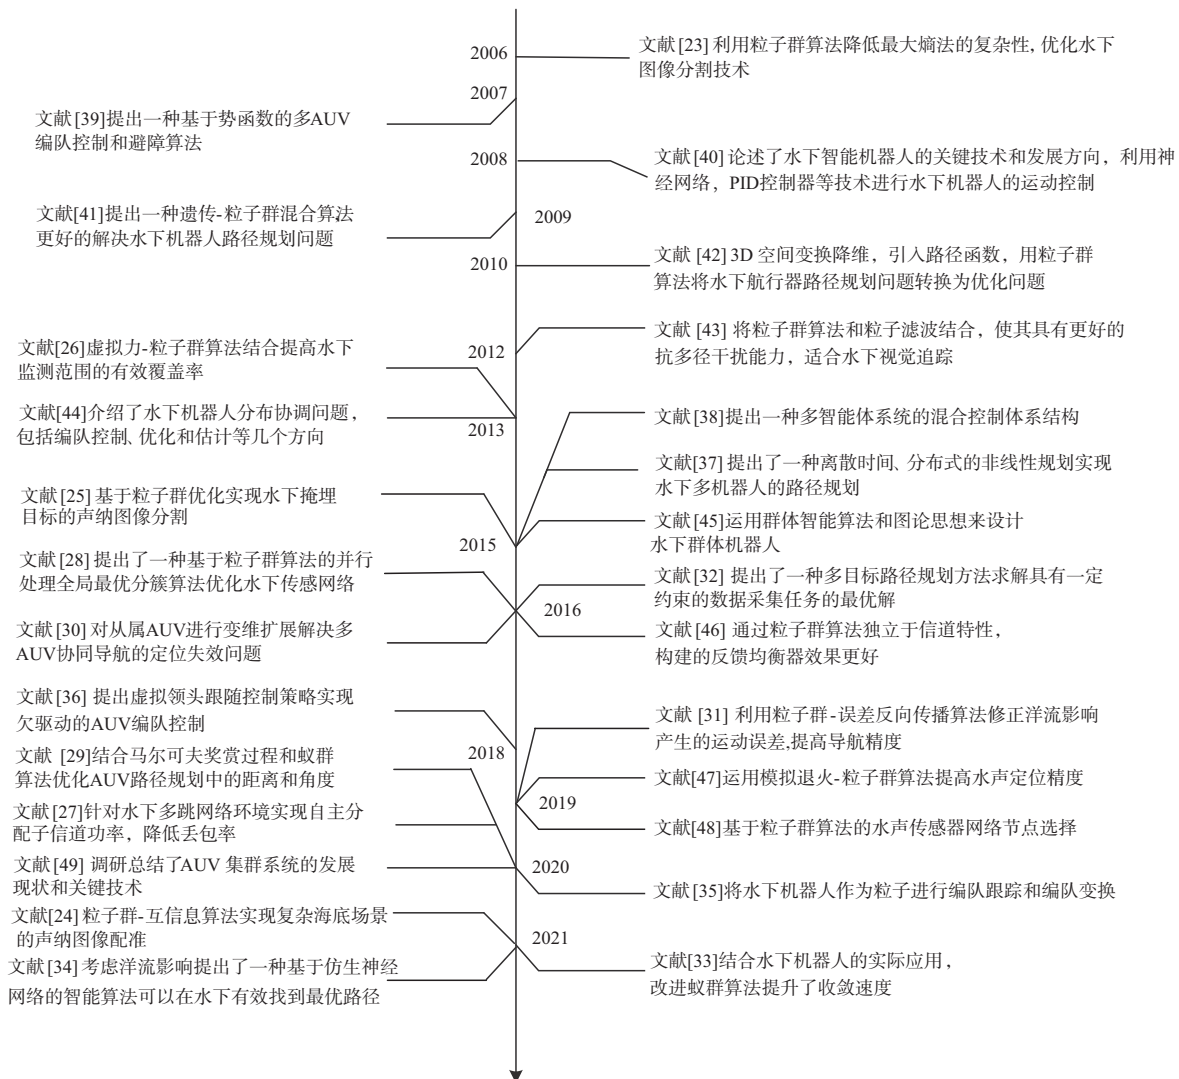 2006
文献[23] 利用粒子群算法降低最大熵法的复杂性, 优化水下
图像分割技术
2007
文献[39]提出一种基于势函数的多AUV
编队控制和避障算法
2008
文献[40] 论述了水下智能机器人的关键技术和发展方向，利用神
经网络，PID控制器等技术进行水下机器人的运动控制
文献[41]提出一种遗传-粒子群混合算法,
更好的解决水下机器人路径规划问题
2009
2010
文献 [42] 3D 空间变换降维，引入路径函数，用粒子群
算法将水下航行器路径规划问题转换为优化问题
2012
文献 [43] 将粒子群算法和粒子滤波结合，使其具有更好的
抗多径干扰能力，适合水下视觉追踪
文献[26]虚拟力-粒子群算法结合提高水下
监测范围的有效覆盖率
文献[44]介绍了水下机器人分布协调问题，
包括编队控制、优化和估计等几个方向
2013
文献[38]提出一种多智能体系统的混合控制体系结构
文献[37] 提出了一种离散时间、分布式的非线性规划实现
水下多机器人的路径规划
文献[25] 基于粒子群优化实现水下掩埋
目标的声纳图像分割
文献[45]运用群体智能算法和图论思想来设计
水下群体机器人
2015
文献[28] 提出了一种基于粒子群算法的并行
处理全局最优分簇算法优化水下传感网络
文献[32] 提出了一种多目标路径规划方法求解具有一定
约束的数据采集任务的最优解
2016
文献[30] 对从属AUV进行变维扩展解决多
AUV协同导航的定位失效问题
文献[46] 通过粒子群算法独立于信道特性，
构建的反馈均衡器效果更好
文献[36] 提出虚拟领头跟随控制策略实现
欠驱动的AUV编队控制
2018
文献 [31] 利用粒子群-误差反向传播算法修正洋流影响
产生的运动误差,提高导航精度
文献 [29]结合马尔可夫奖赏过程和蚁群
算法优化AUV路径规划中的距离和角度
文献[47]运用模拟退火-粒子群算法提高水声定位精度
2019
文献[27]针对水下多跳网络环境实现自主分
配子信道功率，降低丢包率
文献[48]基于粒子群算法的水声传感器网络节点选择
文献[49] 调研总结了AUV 集群系统的发展
现状和关键技术
2020
文献[35]将水下机器人作为粒子进行编队跟踪和编队变换
文献[24] 粒子群-互信息算法实现复杂海底场景
的声纳图像配准
2021
文献[34] 考虑洋流影响提出了一种基于仿生神经
网络的智能算法可以在水下有效找到最优路径
文献[33]结合水下机器人的实际应用，
改进蚁群算法提升了收敛速度